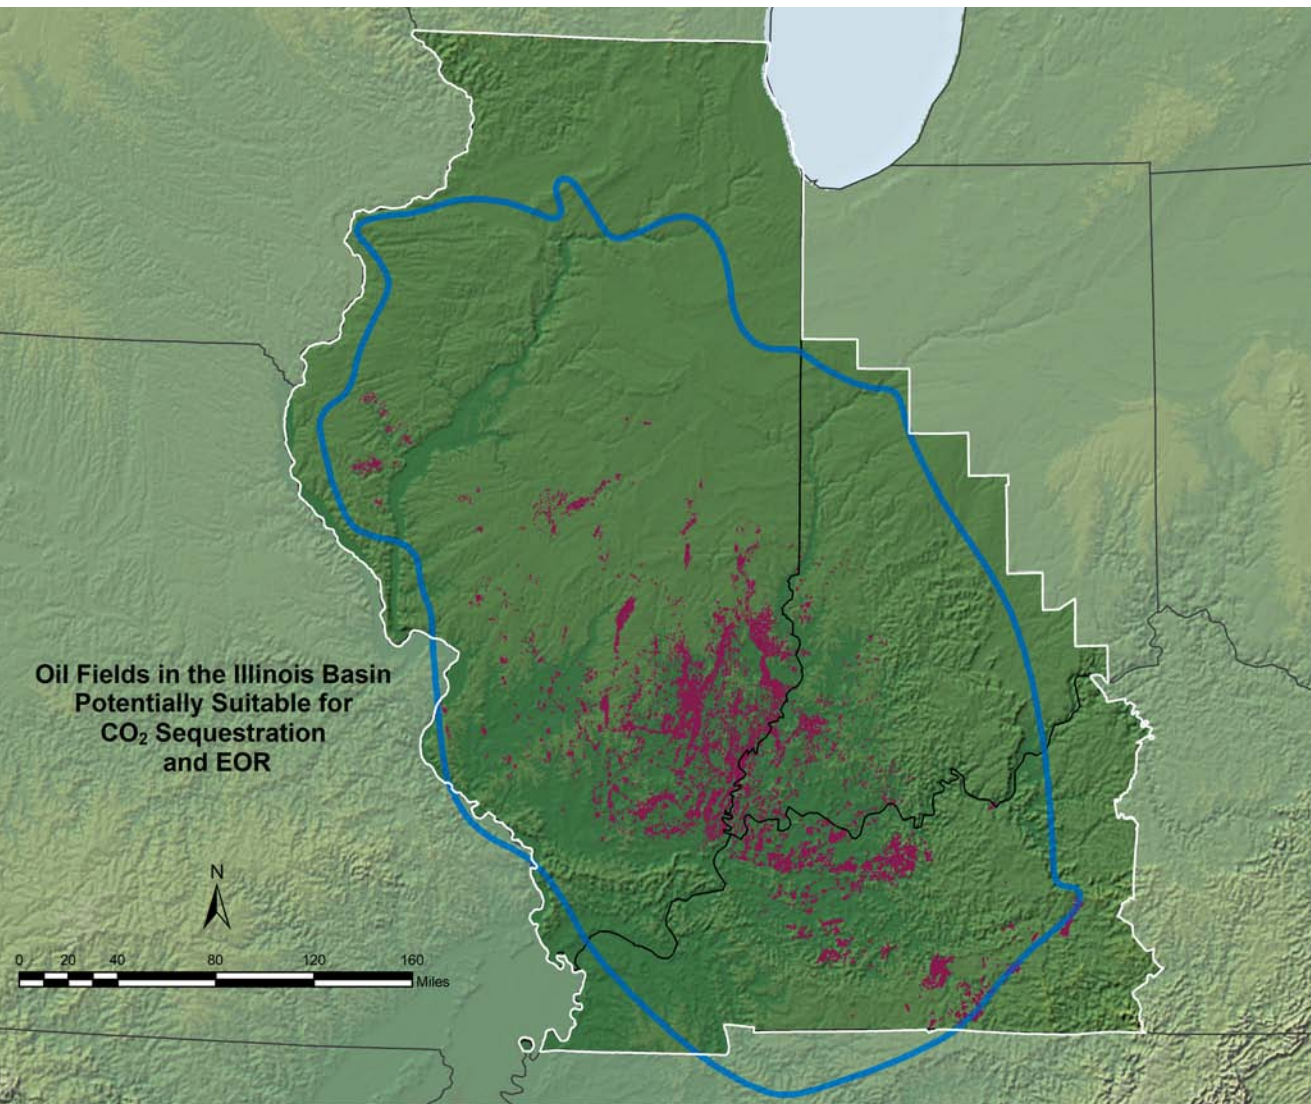 Oil Fields in the Illinois Basin
Potentially Suitable for
CO₂ Sequestration
and EOR
N
0 20 40 80 120 160
Miles